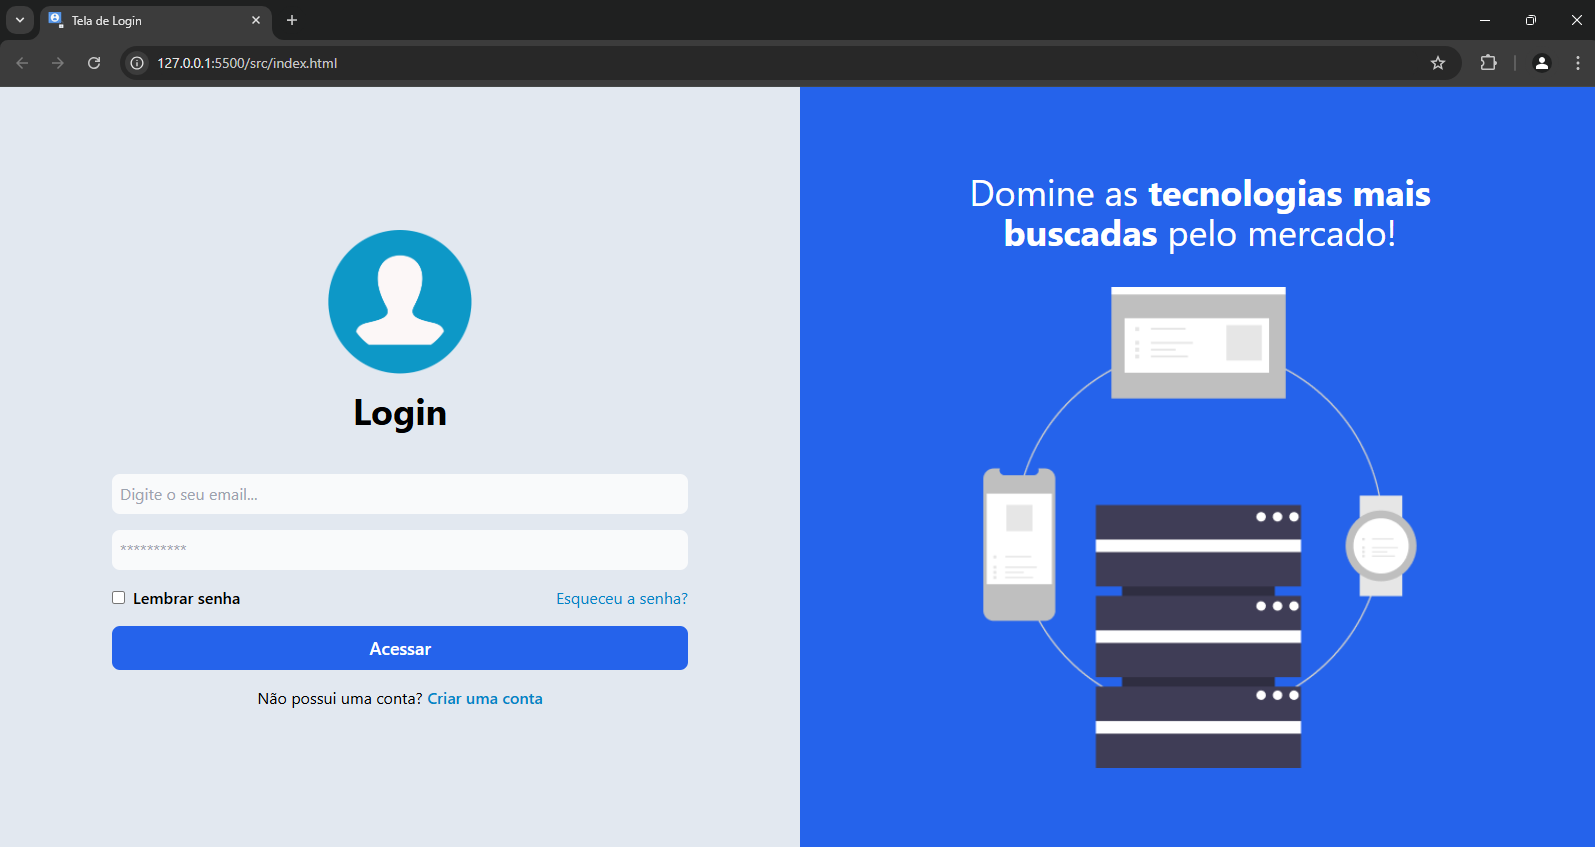 Tela de Login
127.0.0.1:5500/src/index.html
Login
Digite o seu email...
**********
Lembrar senha
Esqueceu a senha?
Acessar
Não possui uma conta? Criar uma conta
Domine as tecnologias mais
buscadas pelo mercado!